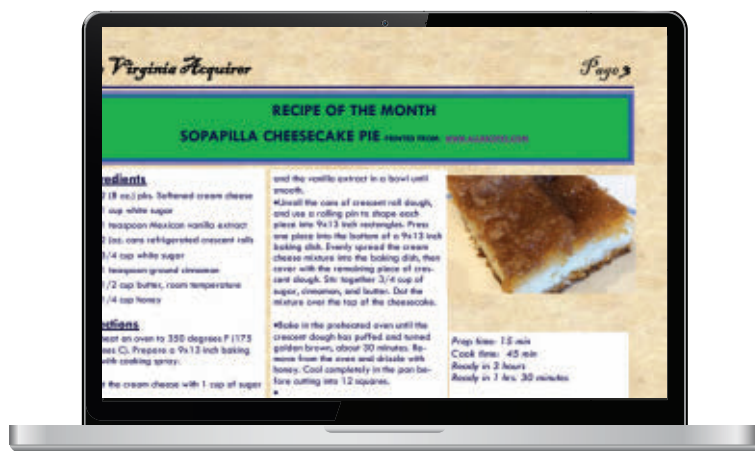 Virginia Acquirer
Page 3
RECIPE OF THE MONTH
SOPAPILLA CHEESECAKE PIE PRINTED FROM:
redients
(8 oz.) pks. Softened cream cheese
1 cup white sugar
1 teaspoon Mexican vanilla extract
cans refrigerated crescent rolls
3/4 cup white sugar
1 teaspoon ground cinnamon
1/2 cup butter, room temperature
1/4 cup honey
ctions
eat an oven to 350 degrees F (175
es C). Prepare a 9x13 inch baking
with cooking spray.
t the cream cheese with 1 cup of sugar
and the vanilla extract in a bowl until
smooth.
•Unroll the cans of crescent roll dough,
and use a rolling pin to shape each
piece into 9x13 inch rectangles. Press
one piece into the bottom of a 9x13 inch
baking dish. Evenly spread the cream
cheese mixture into the baking dish, then
cover with the remaining piece of cres-
cent dough. Stir together 3/4 cup of
sugar, cinnamon, and butter. Dot the
mixture over the top of the cheesecake.
•Bake in the preheated oven until the
crescent dough has puffed and turned
golden brown, about 30 minutes. Re-
move from the oven and drizzle with
honey. Cool completely in the pan be-
fore cutting into 12 squares.
•
Prep time: 15 min
Cook time: 45 min
Ready in 3 hours
Ready in 1 hrs. 30 minutes